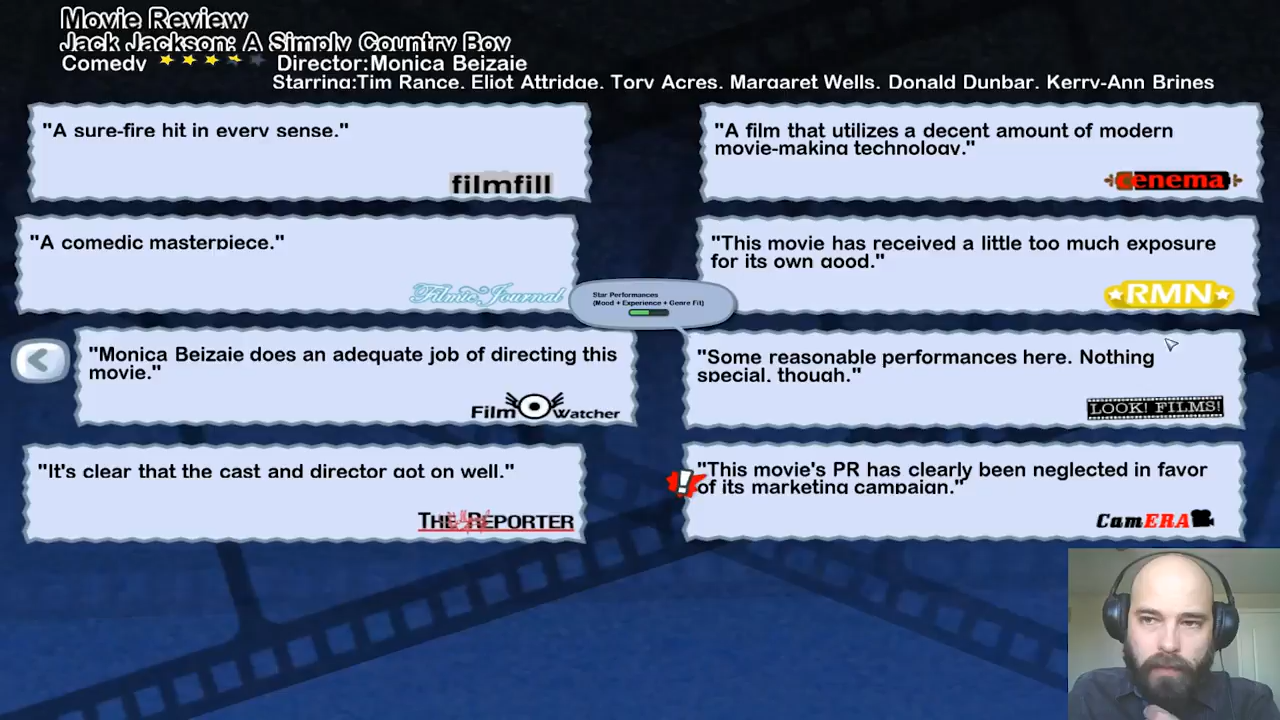 Movie Review
Jack Jackson: A Simply Country Boy
Comedy Director:Monica Beizaie
Starring:Tim Rance, Eliot Attridge, Tory Acres, Margaret Wells, Donald Dunbar, Kerry-Ann Brines
"A sure-fire hit in every sense."
filmfill
"A comedic masterpiece."
Filmic Journal
"Monica Beizaie does an adequate job of directing this
movie."
Film Watcher
"It's clear that the cast and director got on well."
THE REPORTER
"A film that utilizes a decent amount of modern
movie-making technology."
cenema
"This movie has received a little too much exposure
for its own good."
RMN
Star Performances
(Mood + Experience + Genre Fit)
"Some reasonable performances here. Nothing
special, though."
LOOK! FILMS!
"This movie's PR has clearly been neglected in favor
of its marketing campaign."
CamERA